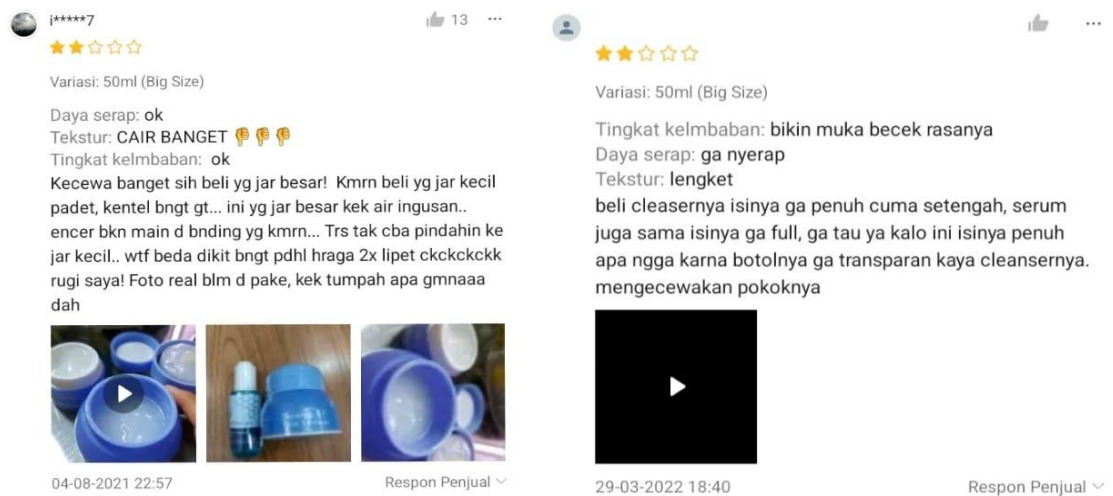 i*****7
13
Variasi: 50ml (Big Size)
Daya serap: ok
Tekstur: CAIR BANGET 👎👎👎
Tingkat kelmbaban: ok
Kecewa banget sih beli yg jar besar! Kmrn beli yg jar kecil
padet, kentel bngt gt... ini yg jar besar kek air ingusan..
encer bkn main d bnding yg kmrn... Trs tak cba pindahin ke
jar kecil.. wtf beda dikit bngt pdhl hraga 2x lipet ckckckckk
rugi saya! Foto real blm d pake, kek tumpah apa gmnaaa
dah
04-08-2021 22:57
Respon Penjual
Variasi: 50ml (Big Size)
Tingkat kelmbaban: bikin muka becek rasanya
Daya serap: ga nyerap
Tekstur: lengket
beli cleasernya isinya ga penuh cuma setengah, serum
juga sama isinya ga full, ga tau ya kalo ini isinya penuh
apa ngga karna botolnya ga transparan kaya cleansernya.
mengecewakan pokoknya
29-03-2022 18:40
Respon Penjual